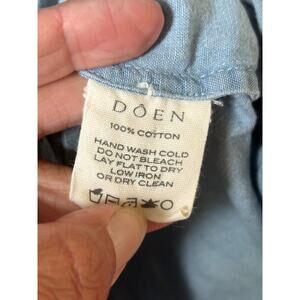 DÔEN
100% COTTON
HAND WASH COLD
DO NOT BLEACH
LAY FLAT TO DRY
LOW IRON
OR DRY CLEAN